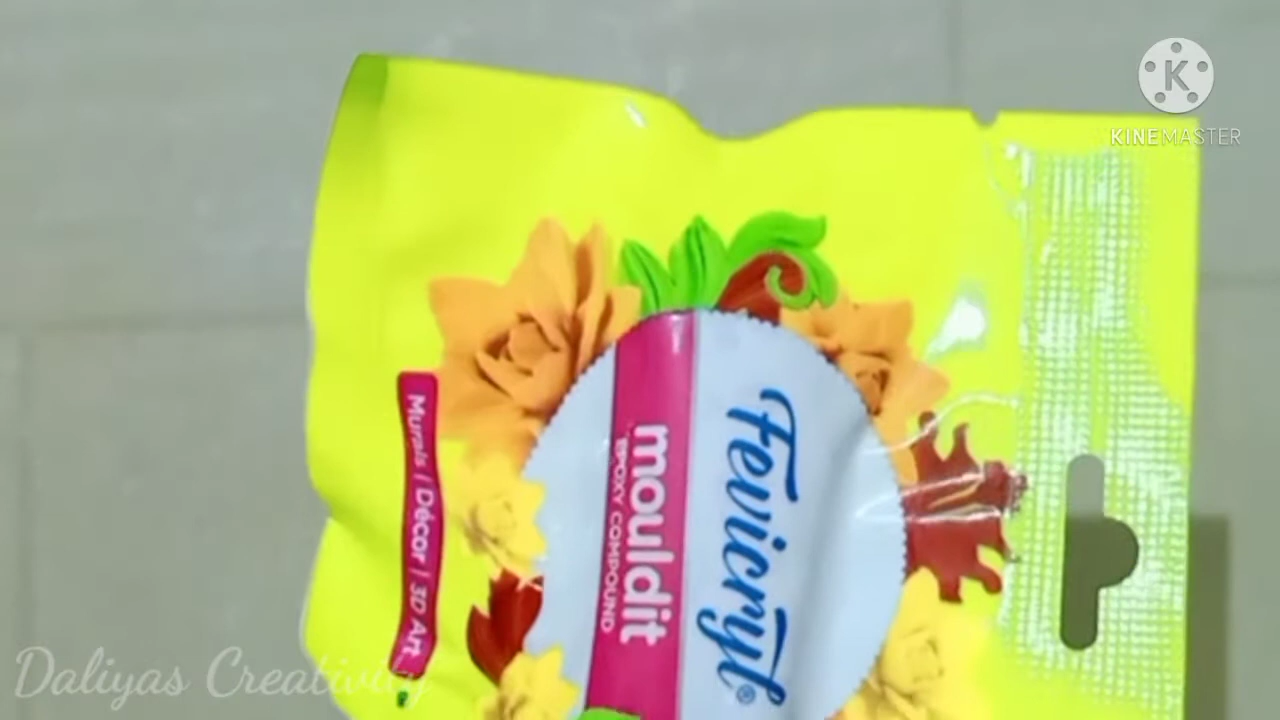 K
KINEMASTER
Fevicryl®
mouldit
EPOXY COMPOUND
Murals | Décor | 3D Art
Daliyas Creativity